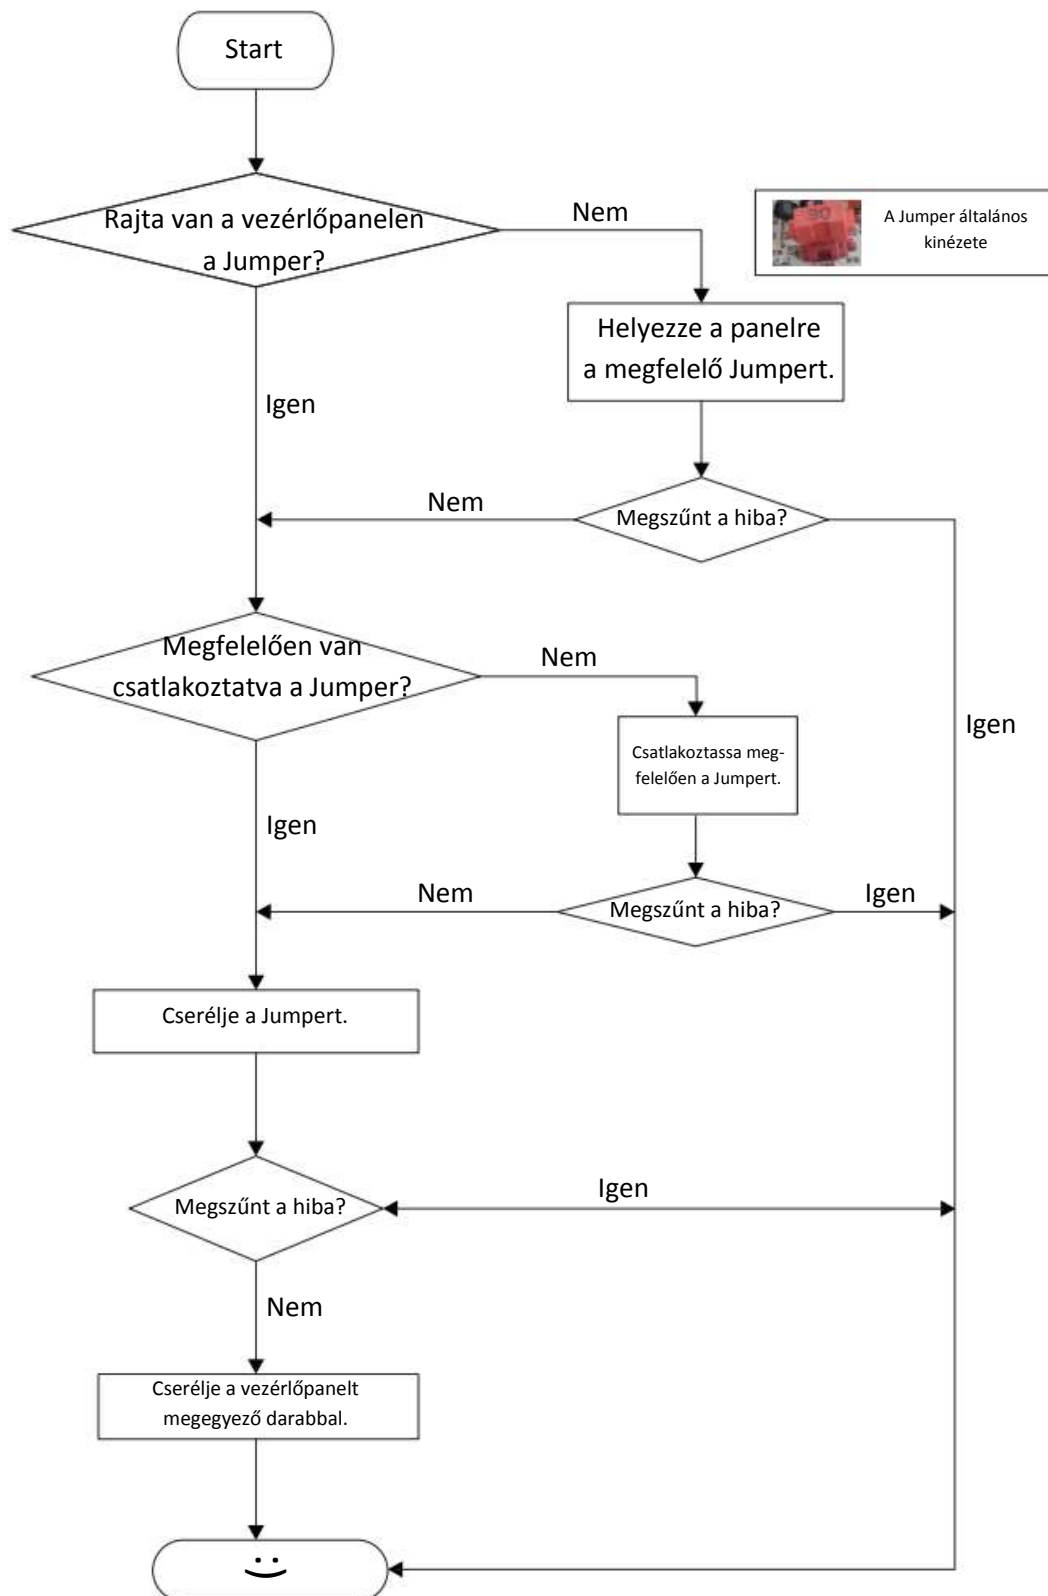 Start
Rajta van a vezérlőpanelen
a Jumper?
Nem
A Jumper általános
kinézete
Helyezze a panelre
a megfelelő Jumpert.
Igen
Nem
Megszűnt a hiba?
Megfelelően van
csatlakoztatva a Jumper?
Nem
Igen
Csatlakoztassa meg-
felelően a Jumpert.
Igen
Nem
Megszűnt a hiba?
Igen
Cserélje a Jumpert.
Megszűnt a hiba?
Igen
Nem
Cserélje a vezérlőpanelt
megegyező darabbal.